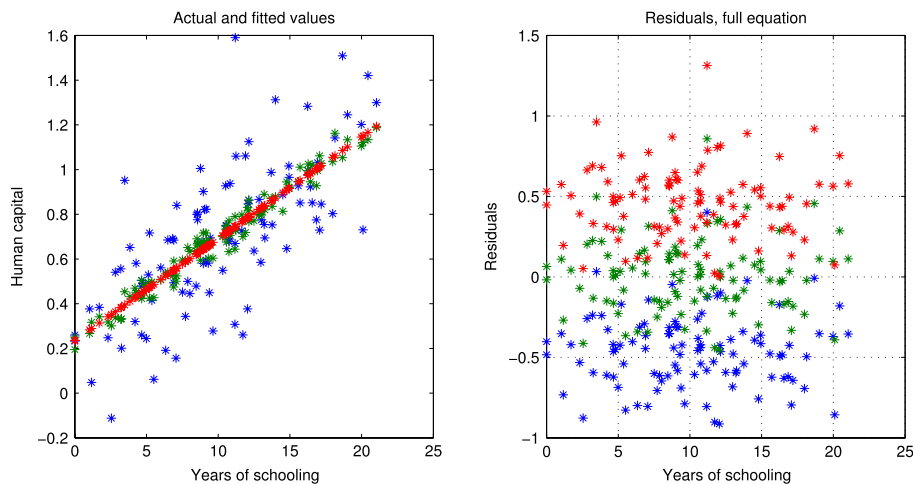 Actual and fitted values
1.6
1.4
1.2
1
0.8
0.6
0.4
0.2
0
−0.2
0 5 10 15 20 25
Human capital
Years of schooling
Residuals, full equation
1.5
1
0.5
0
−0.5
−1
0 5 10 15 20 25
Residuals
Years of schooling